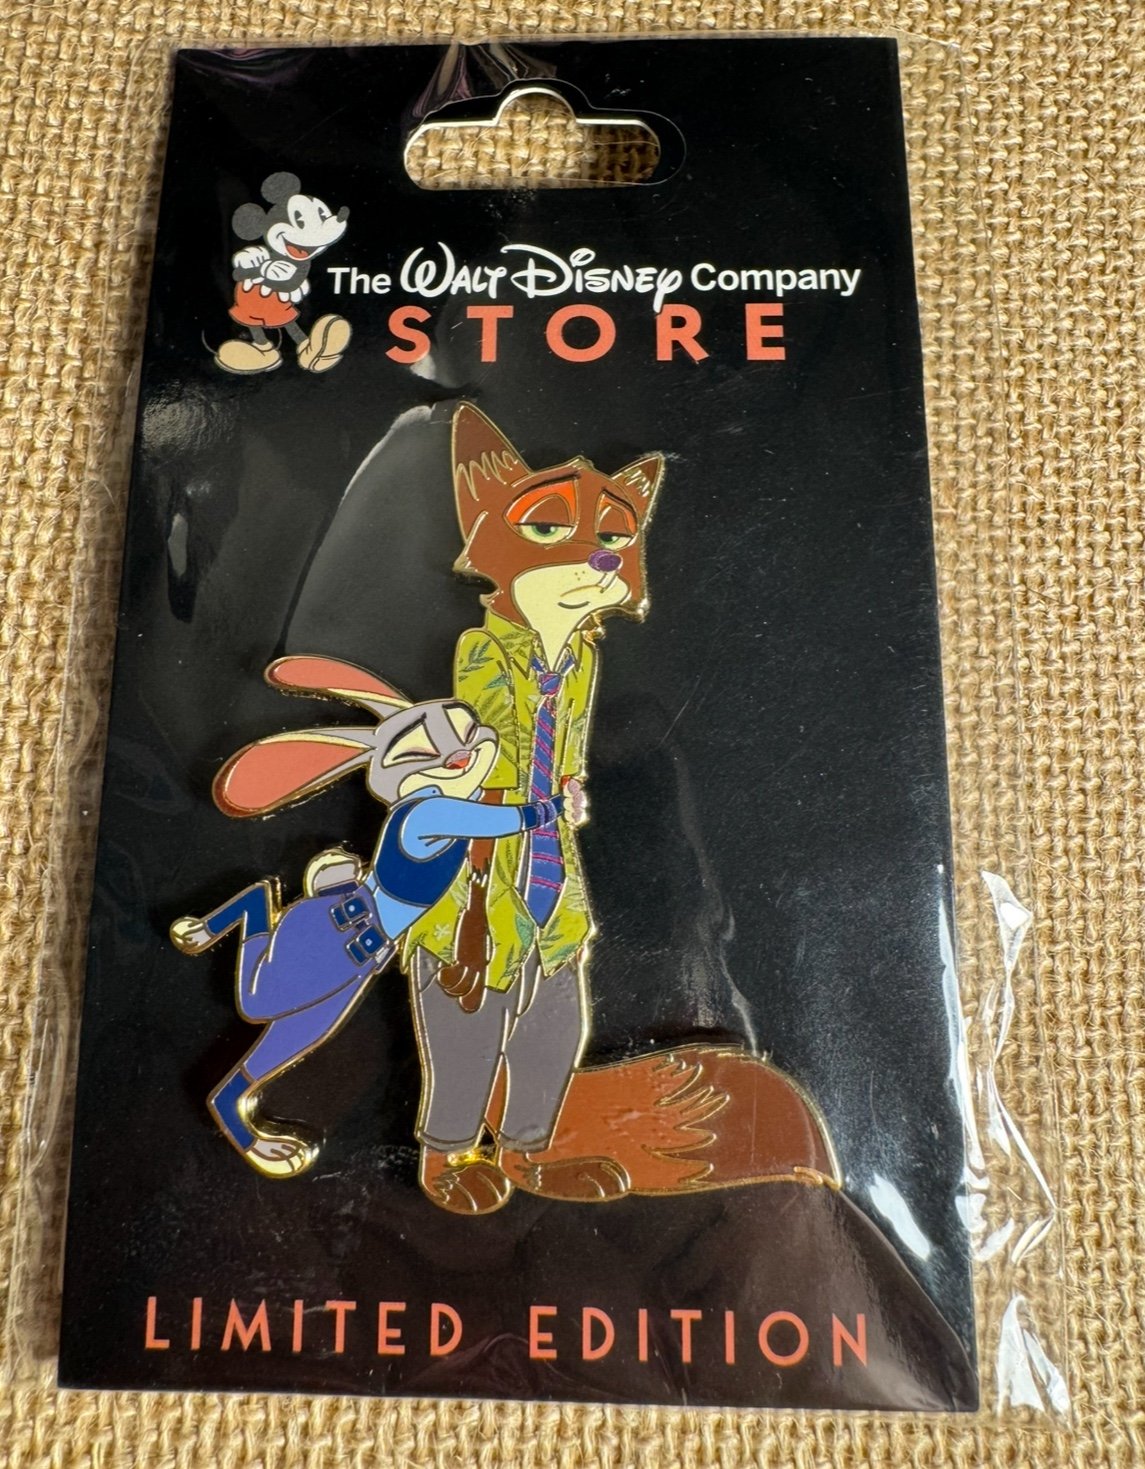 The Walt Disney Company
STORE
LIMITED EDITION